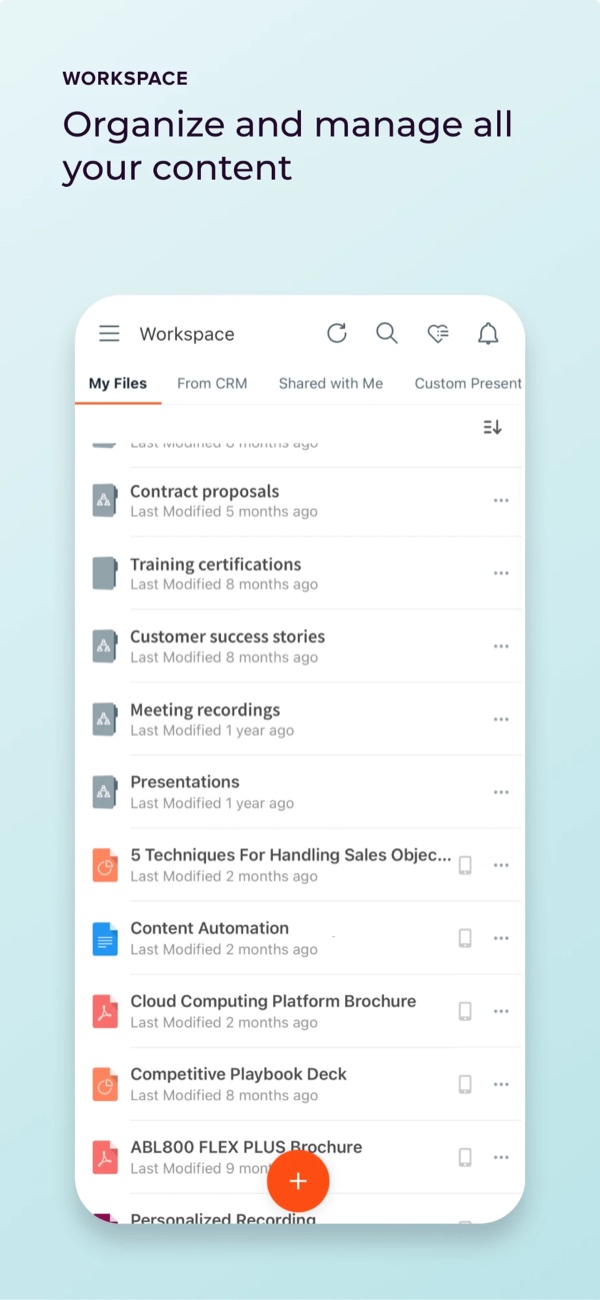 WORKSPACE
Organize and manage all
your content
Workspace
My Files From CRM Shared with Me Custom Present
Last Modified months ago
Contract proposals
Last Modified 5 months ago
Training certifications
Last Modified 8 months ago
Customer success stories
Last Modified 8 months ago
Meeting recordings
Last Modified 1 year ago
Presentations
Last Modified 1 year ago
5 Techniques For Handling Sales Objec...
Last Modified 2 months ago
Content Automation
Last Modified 2 months ago
Cloud Computing Platform Brochure
Last Modified 2 months ago
Competitive Playbook Deck
Last Modified 8 months ago
ABL800 FLEX PLUS Brochure
Last Modified 9 mon
Personalized Recording